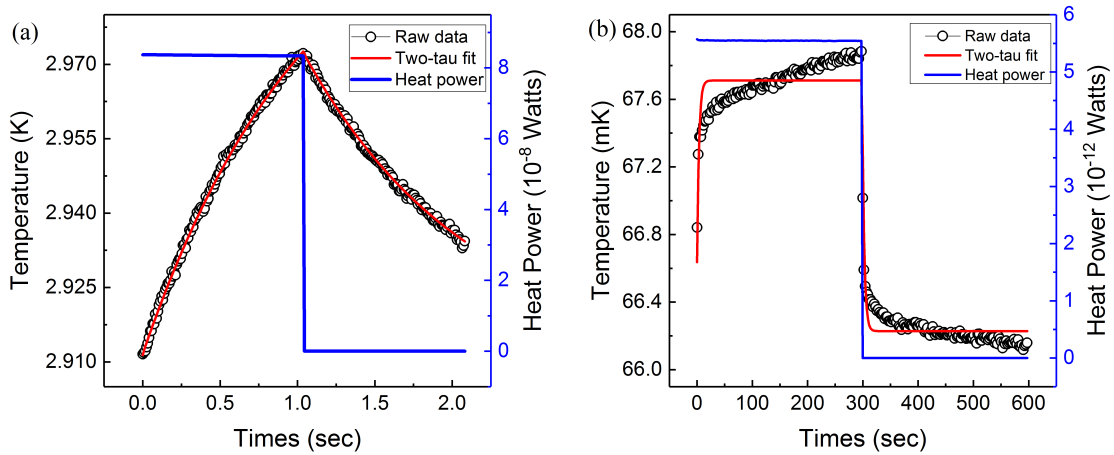 (a)
Raw data
Two-tau fit
Heat power
2.970
2.955
2.940
2.925
2.910
Temperature (K)
8
6
4
2
0
Heat Power (10-8 Watts)
0.0 0.5 1.0 1.5 2.0
Times (sec)
(b)
Raw data
Two-tau fit
Heat power
68.0
67.6
67.2
66.8
66.4
66.0
Temperature (mK)
6
5
4
3
2
1
0
Heat Power (10-12 Watts)
0 100 200 300 400 500 600
Times (sec)